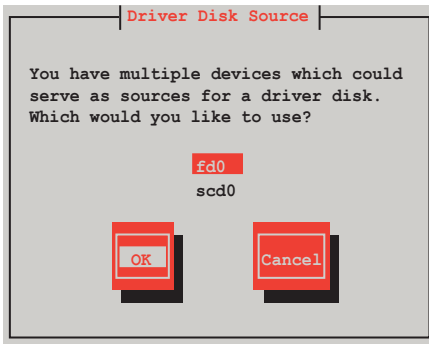 Driver Disk Source
You have multiple devices which could
serve as sources for a driver disk.
Which would you like to use?
fd0
scd0
OK
Cancel